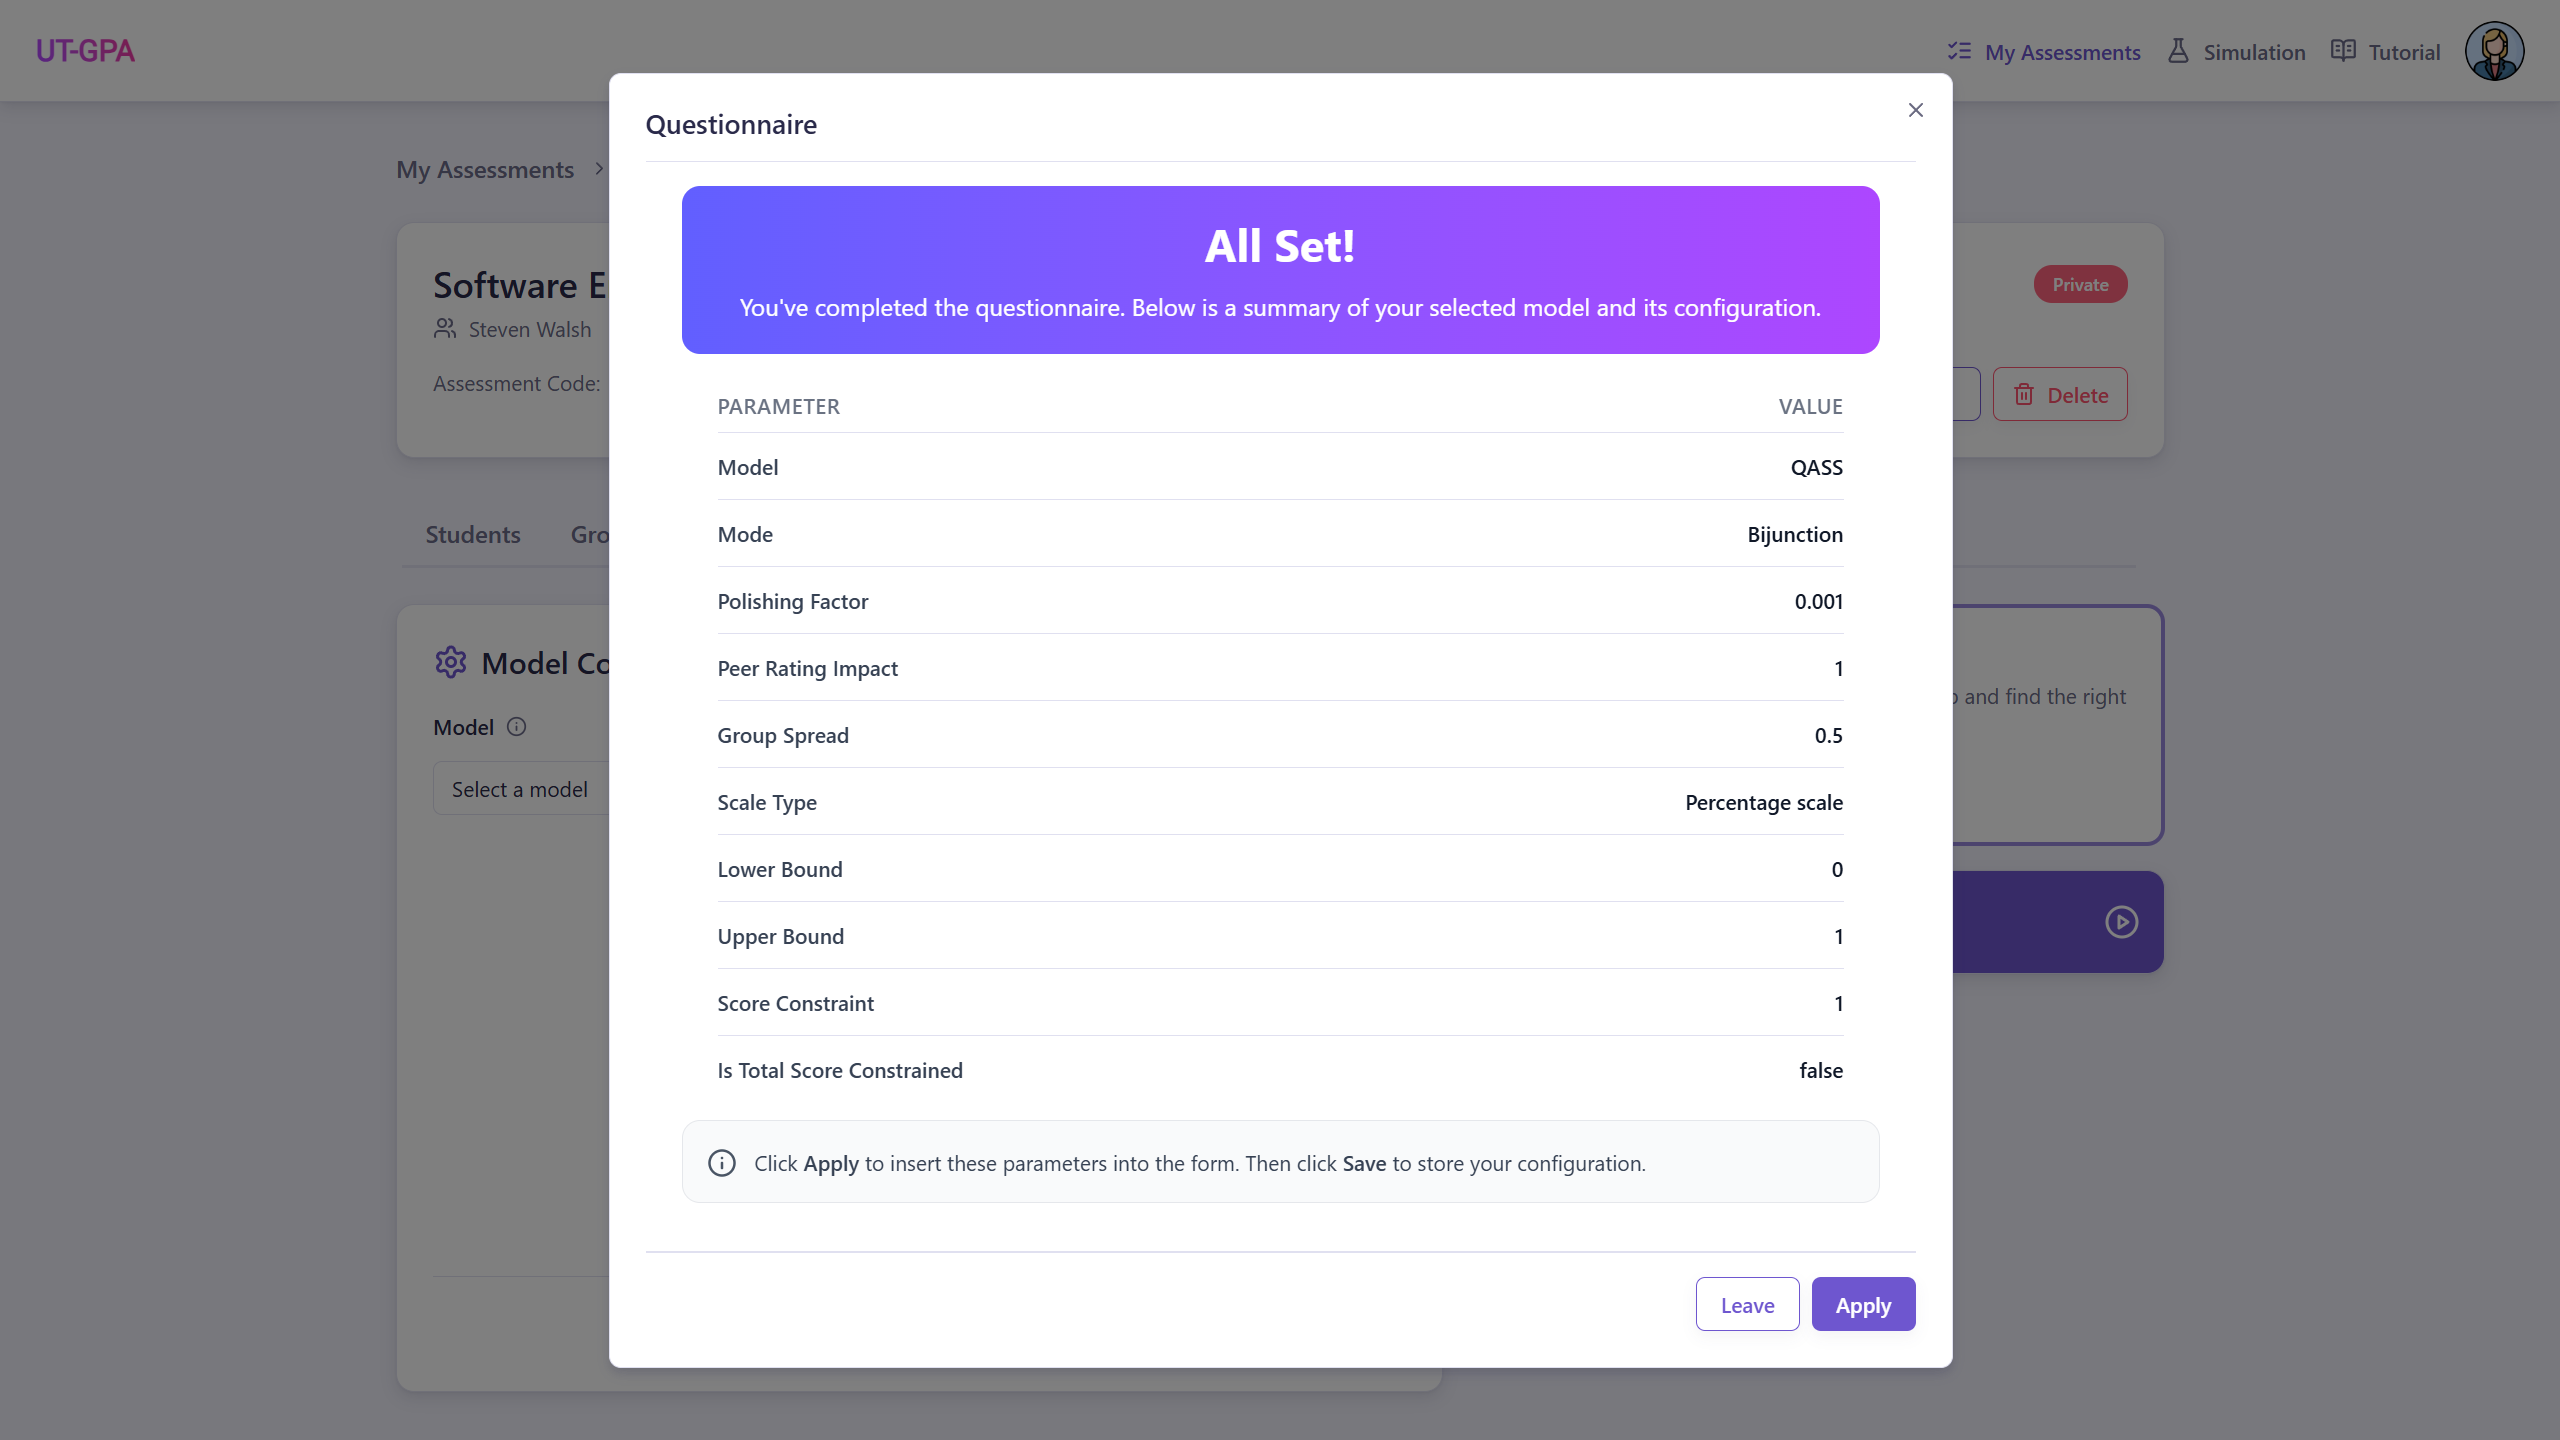 UT-GPA
My Assessments
Simulation
Tutorial
My Assessments
Software E
Steven Walsh
Assessment Code:
Private
Delete
Students
Gro
Model Co
Model
Select a model
and find the right
Questionnaire
All Set!
You've completed the questionnaire. Below is a summary of your selected model and its configuration.
PARAMETER VALUE
Model QASS
Mode Bijunction
Polishing Factor 0.001
Peer Rating Impact 1
Group Spread 0.5
Scale Type Percentage scale
Lower Bound 0
Upper Bound 1
Score Constraint 1
Is Total Score Constrained false
Click Apply to insert these parameters into the form. Then click Save to store your configuration.
Leave
Apply